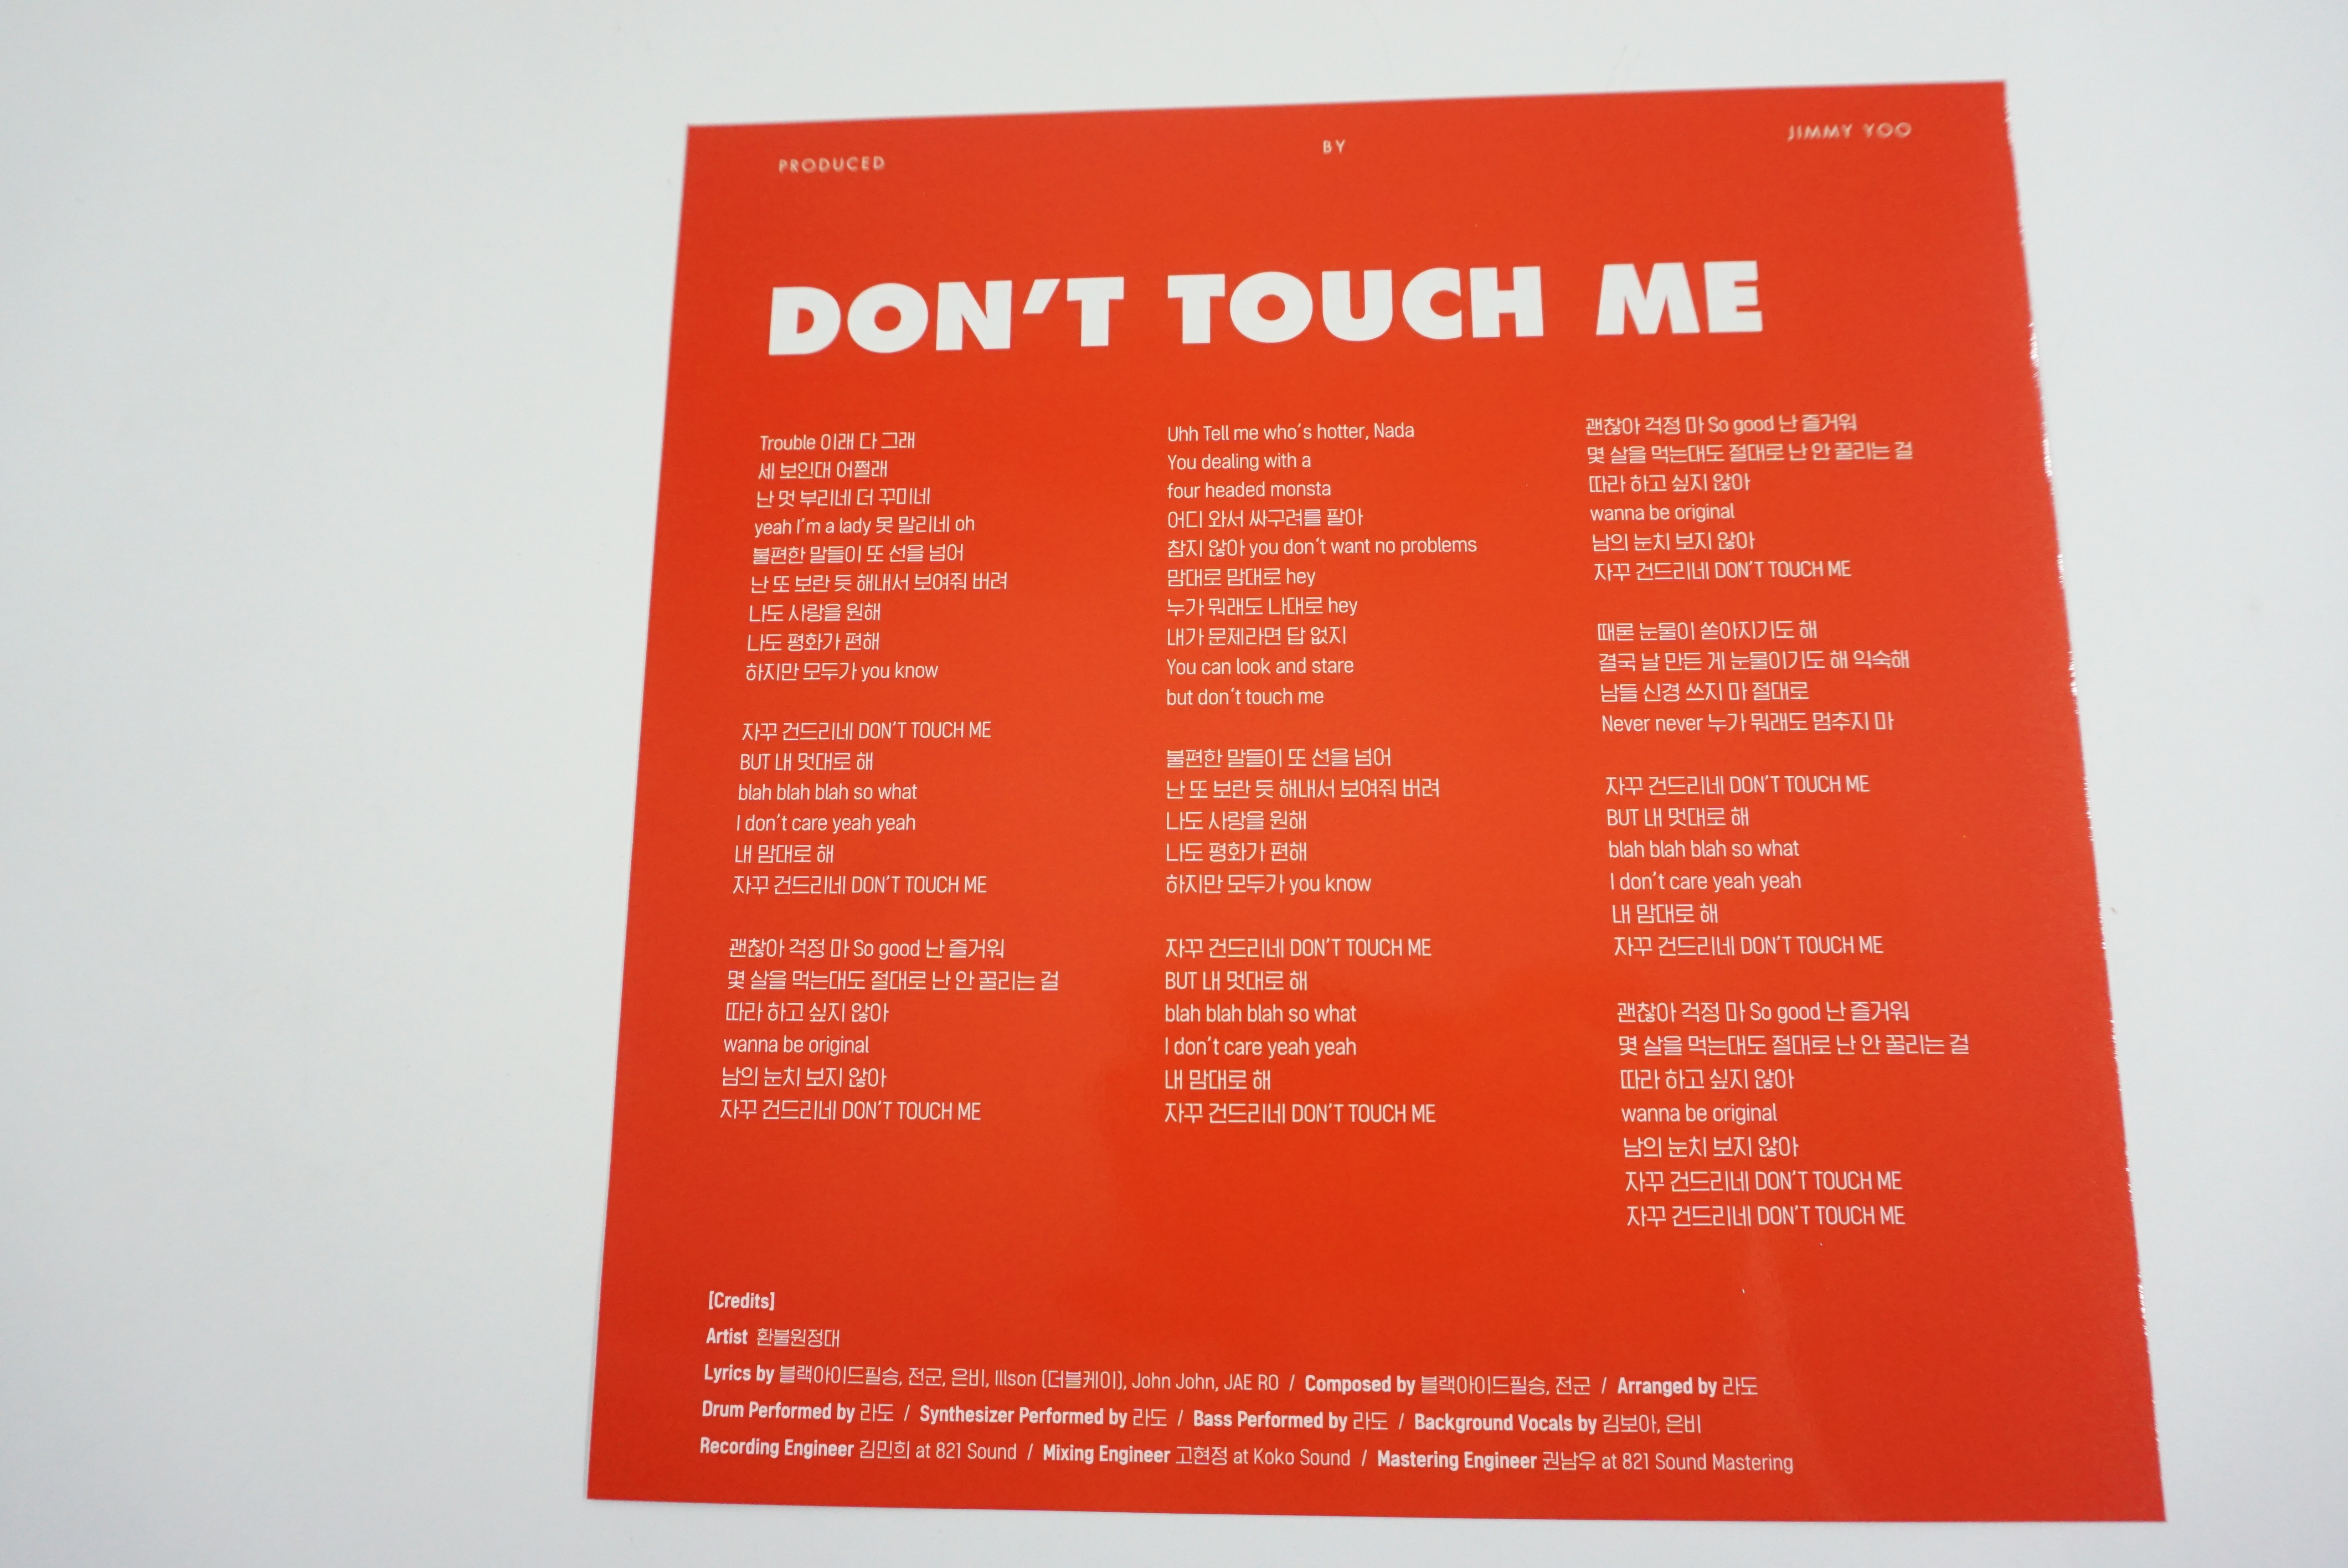 PRODUCED BY JIMMY YOO
DON'T TOUCH ME
Trouble 이래 다 그래
세 보인대 어쩔래
난 멋 부리네 더 꾸미네
yeah I'm a lady 못 말리네 oh
불편한 말들이 또 선을 넘어
난 또 보란 듯 해내서 보여줘 버려
나도 사랑을 원해
나도 평화가 편해
하지만 모두가 you know
자꾸 건드리네 DON'T TOUCH ME
BUT 내 멋대로 해
blah blah blah so what
I don't care yeah yeah
내 맘대로 해
자꾸 건드리네 DON'T TOUCH ME
괜찮아 걱정 마 So good 난 즐거워
몇 살을 먹는대도 절대로 난 안 꿀리는 걸
따라 하고 싶지 않아
wanna be original
남의 눈치 보지 않아
자꾸 건드리네 DON'T TOUCH ME
Uhh Tell me who's hotter, Nada
You dealing with a
four headed monsta
어디 와서 싸구려를 팔아
참지 않아 you don't want no problems
맘대로 맘대로 hey
누가 뭐래도 나대로 hey
내가 문제라면 답 없지
You can look and stare
but don't touch me
불편한 말들이 또 선을 넘어
난 또 보란 듯 해내서 보여줘 버려
나도 사랑을 원해
나도 평화가 편해
하지만 모두가 you know
자꾸 건드리네 DON'T TOUCH ME
BUT 내 멋대로 해
blah blah blah so what
I don't care yeah yeah
내 맘대로 해
자꾸 건드리네 DON'T TOUCH ME
괜찮아 걱정 마 So good 난 즐거워
몇 살을 먹는대도 절대로 난 안 꿀리는 걸
따라 하고 싶지 않아
wanna be original
남의 눈치 보지 않아
자꾸 건드리네 DON'T TOUCH ME
때론 눈물이 쏟아지기도 해
결국 날 만든 게 눈물이기도 해 익숙해
남들 신경 쓰지 마 절대로
Never never 누가 뭐래도 멈추지 마
자꾸 건드리네 DON'T TOUCH ME
BUT 내 멋대로 해
blah blah blah so what
I don't care yeah yeah
내 맘대로 해
자꾸 건드리네 DON'T TOUCH ME
괜찮아 걱정 마 So good 난 즐거워
몇 살을 먹는대도 절대로 난 안 꿀리는 걸
따라 하고 싶지 않아
wanna be original
남의 눈치 보지 않아
자꾸 건드리네 DON'T TOUCH ME
자꾸 건드리네 DON'T TOUCH ME
[Credits]
Artist 환불원정대
Lyrics by 블랙아이드필승, 전군, 은비, Illson (더블케이), John John, JAE RO / Composed by 블랙아이드필승, 전군 / Arranged by 라도
Drum Performed by 라도 / Synthesizer Performed by 라도 / Bass Performed by 라도 / Background Vocals by 김보아, 은비
Recording Engineer 김민희 at 821 Sound / Mixing Engineer 고현정 at Koko Sound / Mastering Engineer 권남우 at 821 Sound Mastering